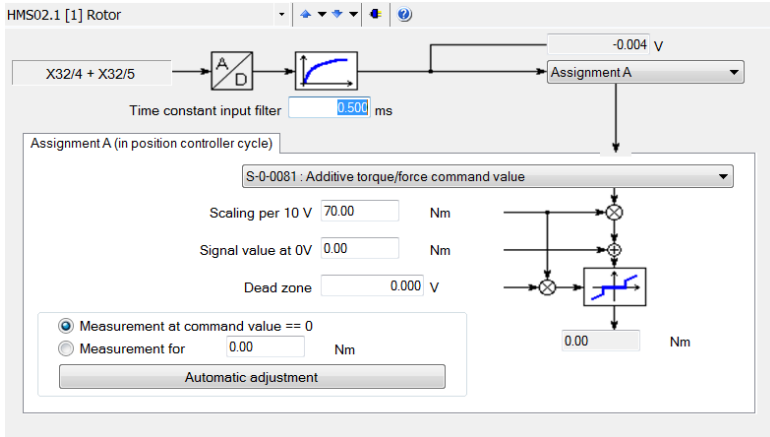 HMS02.1 [1] Rotor
-0.004 V
X32/4 + X32/5
A
D
Assignment A
Time constant input filter 0.500 ms
Assignment A (in position controller cycle)
S-0-0081 : Additive torque/force command value
Scaling per 10 V 70.00 Nm
Signal value at 0V 0.00 Nm
Dead zone 0.000 V
Measurement at command value == 0
Measurement for 0.00 Nm
0.00 Nm
Automatic adjustment